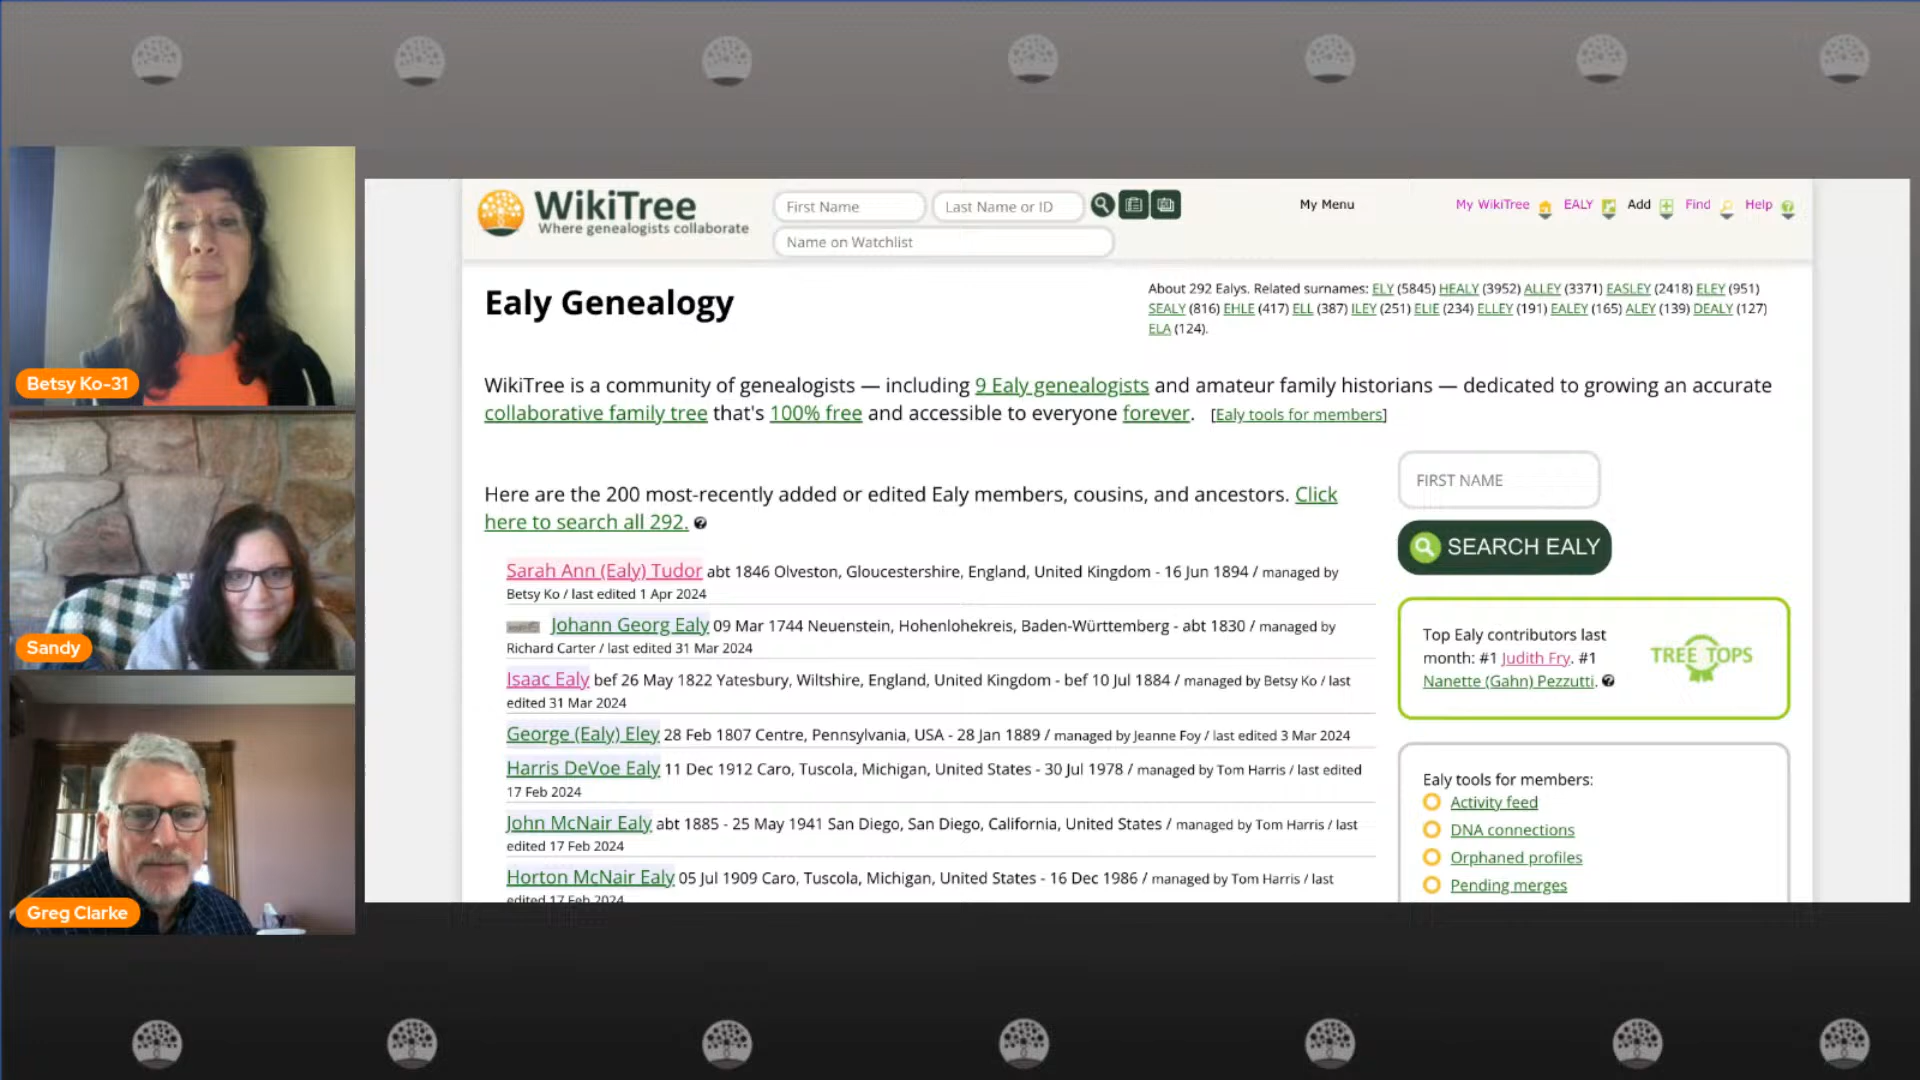 Betsy Ko-31
Sandy
Greg Clarke
WikiTree
Where genealogists collaborate
First Name
Last Name or ID
Name on Watchlist
My Menu
My WikiTree
EALY
Add
Find
Help
Ealy Genealogy
About 292 Ealys. Related surnames: ELY (5845) HEALY (3952) ALLEY (3371) EASLEY (2418) ELEY (951)
SEALY (816) EHLE (417) ELL (387) ILEY (251) ELIE (234) ELLEY (191) EALEY (165) ALEY (139) DEALY (127)
ELA (124).
WikiTree is a community of genealogists — including 9 Ealy genealogists and amateur family historians — dedicated to growing an accurate
collaborative family tree that's 100% free and accessible to everyone forever. [Ealy tools for members]
Here are the 200 most-recently added or edited Ealy members, cousins, and ancestors. Click
here to search all 292.
Sarah Ann (Ealy) Tudor abt 1846 Olveston, Gloucestershire, England, United Kingdom - 16 Jun 1894 / managed by
Betsy Ko / last edited 1 Apr 2024
Johann Georg Ealy 09 Mar 1744 Neuenstein, Hohenlohekreis, Baden-Württemberg - abt 1830 / managed by
Richard Carter / last edited 31 Mar 2024
Isaac Ealy bef 26 May 1822 Yatesbury, Wiltshire, England, United Kingdom - bef 10 Jul 1884 / managed by Betsy Ko / last
edited 31 Mar 2024
George (Ealy) Eley 28 Feb 1807 Centre, Pennsylvania, USA - 28 Jan 1889 / managed by Jeanne Foy / last edited 3 Mar 2024
Harris DeVoe Ealy 11 Dec 1912 Caro, Tuscola, Michigan, United States - 30 Jul 1978 / managed by Tom Harris / last edited
17 Feb 2024
John McNair Ealy abt 1885 - 25 May 1941 San Diego, San Diego, California, United States / managed by Tom Harris / last
edited 17 Feb 2024
Horton McNair Ealy 05 Jul 1909 Caro, Tuscola, Michigan, United States - 16 Dec 1986 / managed by Tom Harris / last
edited 17 Feb 2024
FIRST NAME
SEARCH EALY
Top Ealy contributors last
month: #1 Judith Fry. #1
Nanette (Gahn) Pezzutti.
TREE TOPS
Ealy tools for members:
Activity feed
DNA connections
Orphaned profiles
Pending merges